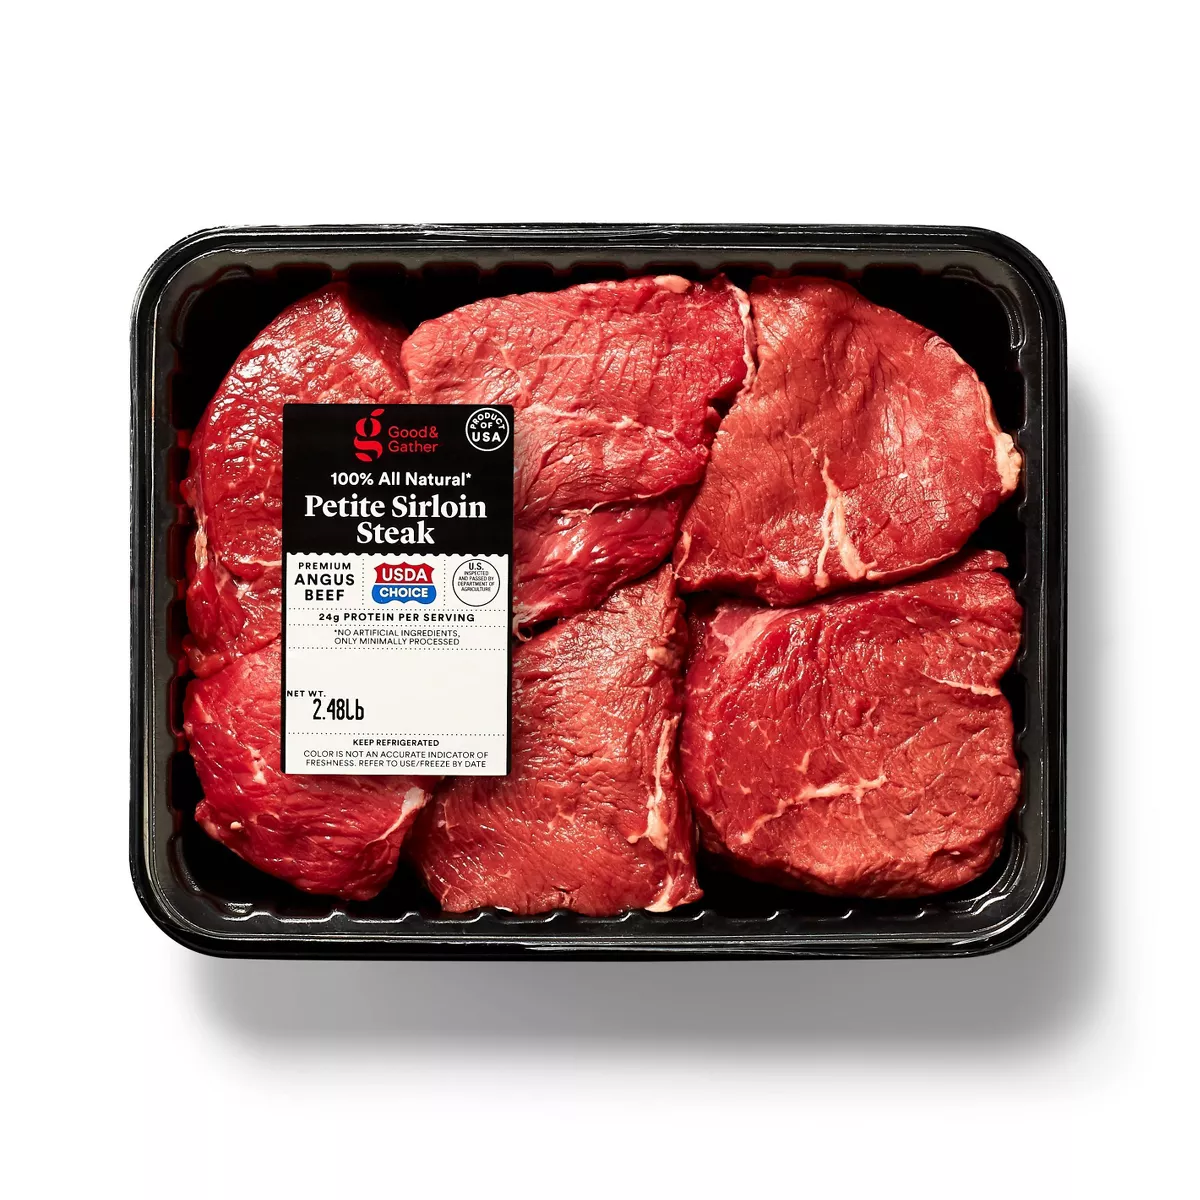 Good&
Gather
PRODUCT
OF
USA
100% All Natural*
Petite Sirloin
Steak
PREMIUM
ANGUS
BEEF
USDA
CHOICE
U.S.
INSPECTED
AND PASSED BY
DEPARTMENT OF
AGRICULTURE
24g PROTEIN PER SERVING
*NO ARTIFICIAL INGREDIENTS,
ONLY MINIMALLY PROCESSED
NET WT.
2.48Lb
KEEP REFRIGERATED
COLOR IS NOT AN ACCURATE INDICATOR OF
FRESHNESS. REFER TO USE/FREEZE BY DATE